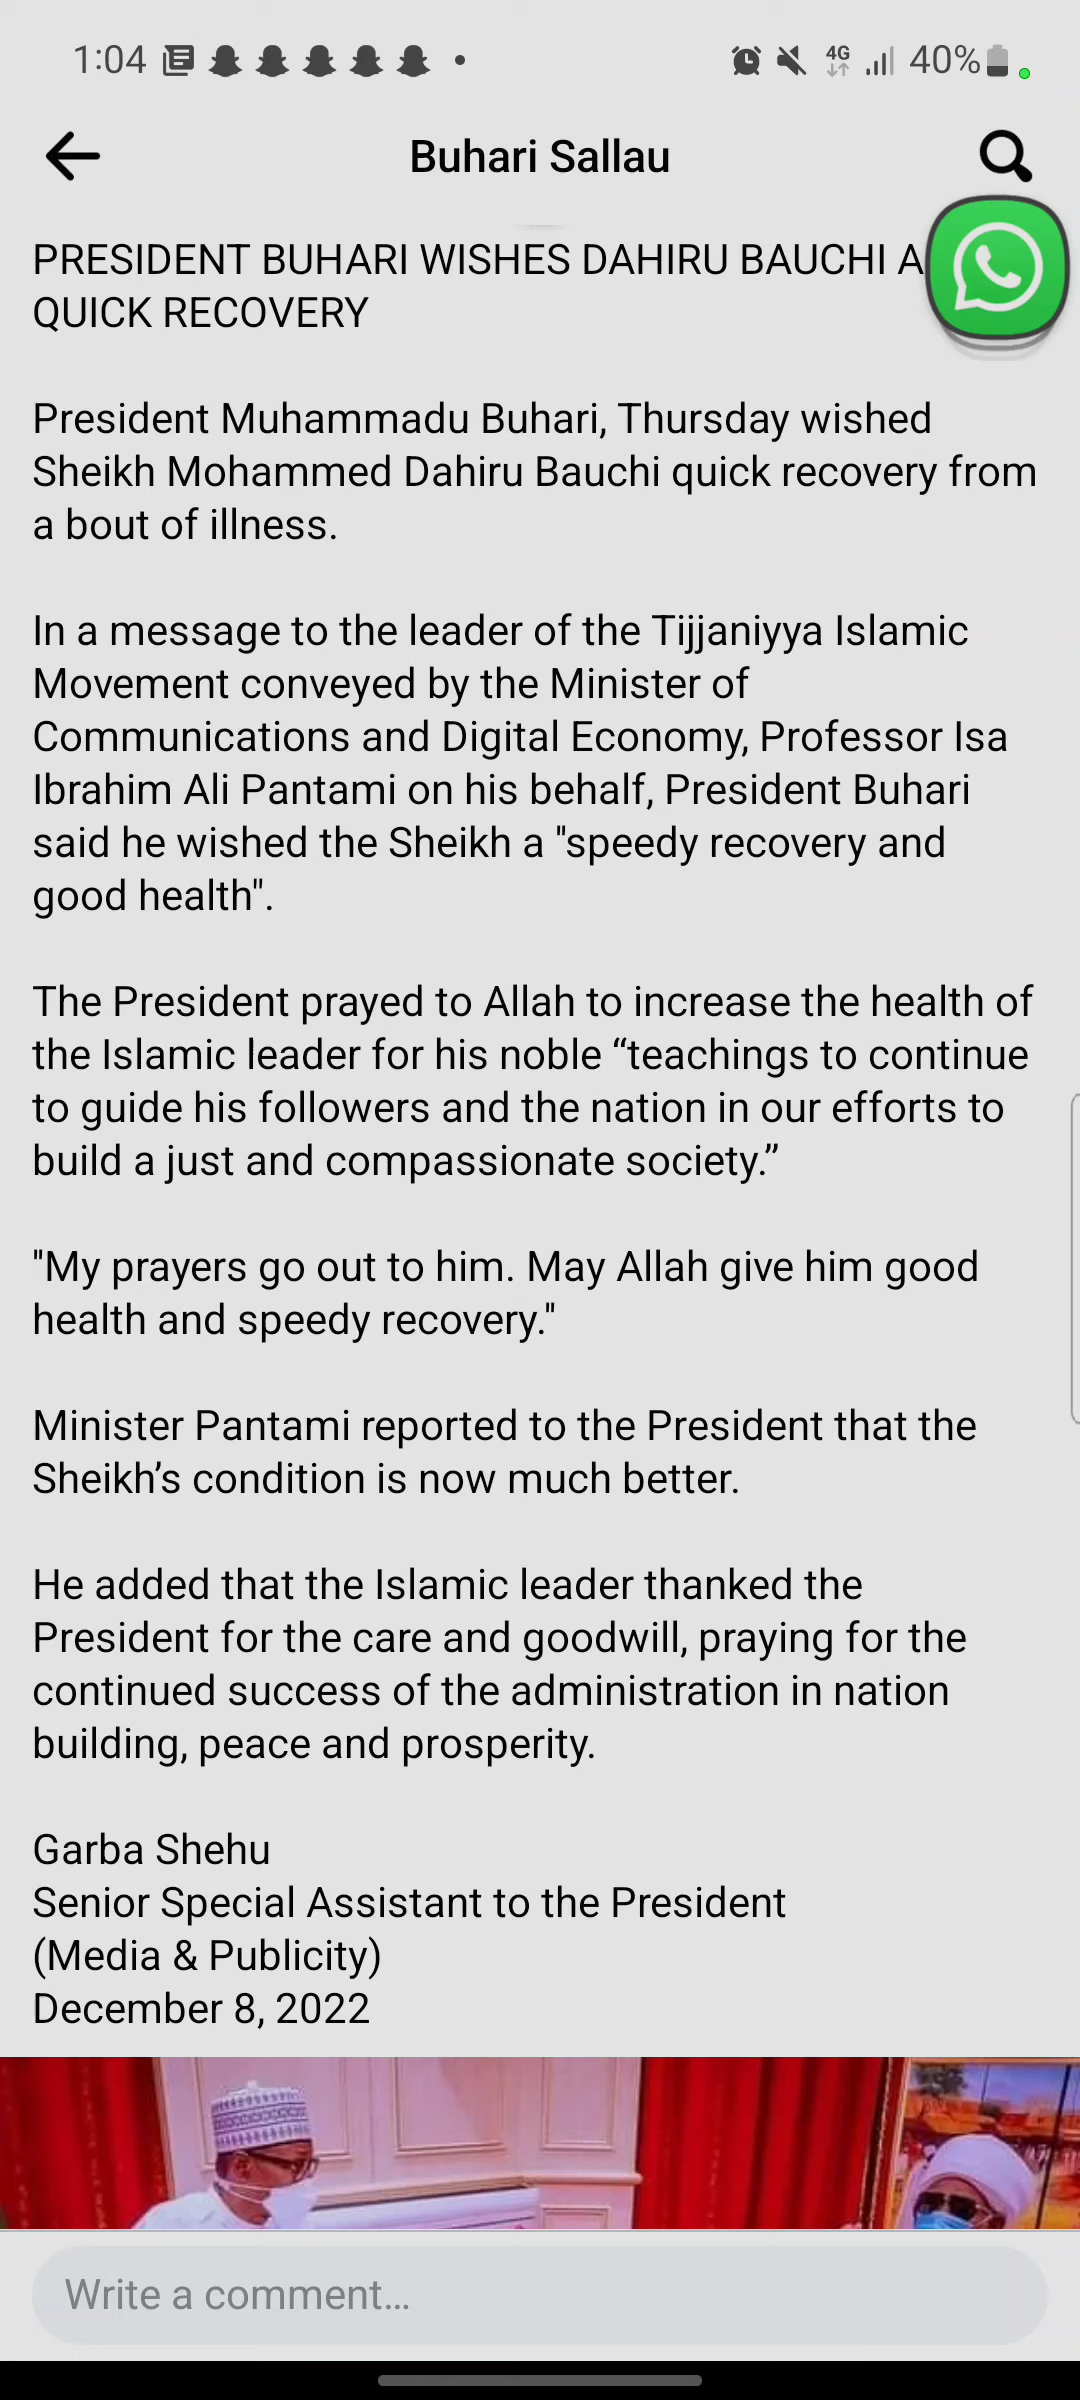 1:04
4G
40%
Buhari Sallau
PRESIDENT BUHARI WISHES DAHIRU BAUCHI A
QUICK RECOVERY
President Muhammadu Buhari, Thursday wished
Sheikh Mohammed Dahiru Bauchi quick recovery from
a bout of illness.
In a message to the leader of the Tijjaniyya Islamic
Movement conveyed by the Minister of
Communications and Digital Economy, Professor Isa
Ibrahim Ali Pantami on his behalf, President Buhari
said he wished the Sheikh a "speedy recovery and
good health".
The President prayed to Allah to increase the health of
the Islamic leader for his noble “teachings to continue
to guide his followers and the nation in our efforts to
build a just and compassionate society.”
"My prayers go out to him. May Allah give him good
health and speedy recovery."
Minister Pantami reported to the President that the
Sheikh’s condition is now much better.
He added that the Islamic leader thanked the
President for the care and goodwill, praying for the
continued success of the administration in nation
building, peace and prosperity.
Garba Shehu
Senior Special Assistant to the President
(Media & Publicity)
December 8, 2022
Write a comment...